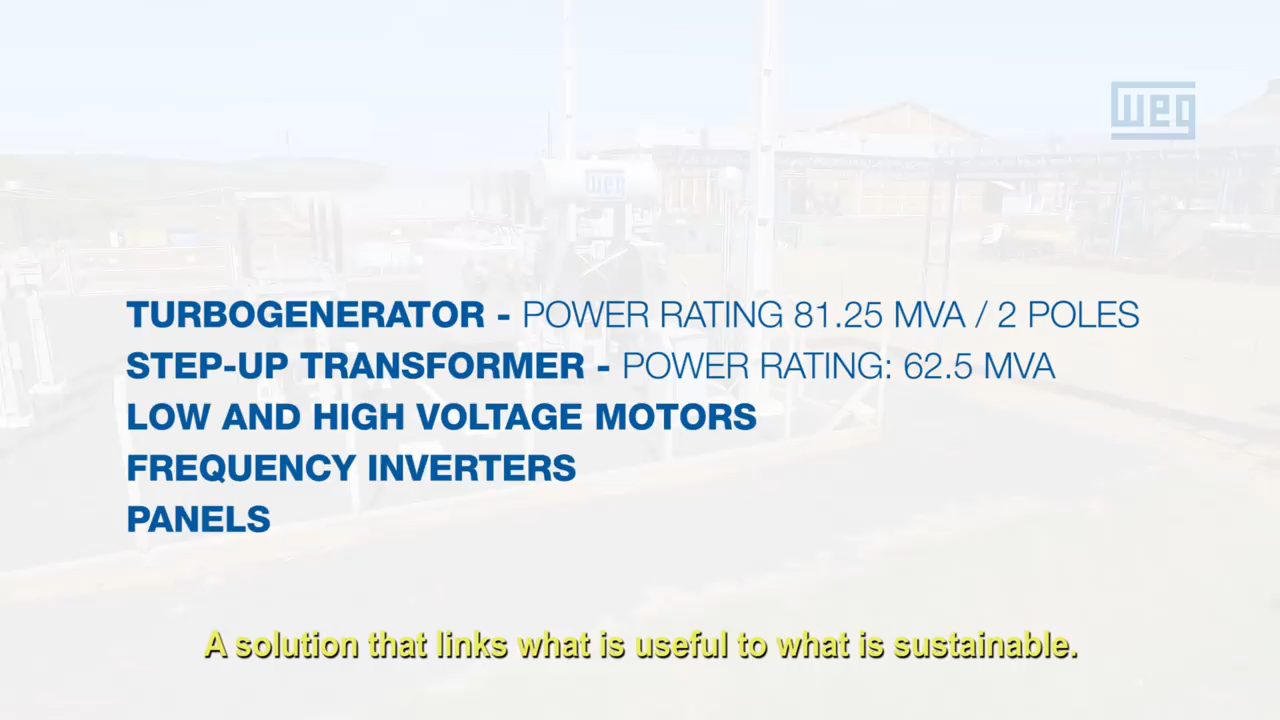 weg
weg
TURBOGENERATOR - POWER RATING 81.25 MVA / 2 POLES
STEP-UP TRANSFORMER - POWER RATING: 62.5 MVA
LOW AND HIGH VOLTAGE MOTORS
FREQUENCY INVERTERS
PANELS
A solution that links what is useful to what is sustainable.